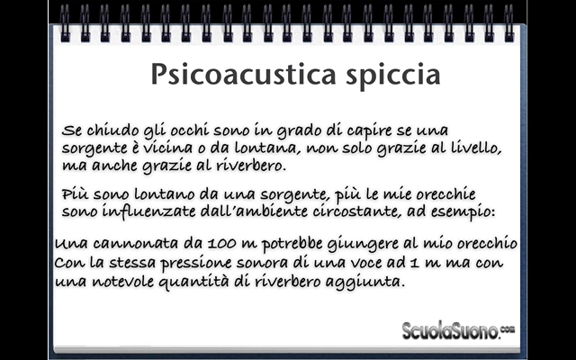 Psicoacustica spiccia
Se chiudo gli occhi sono in grado di capire se una
sorgente è vicina o da lontana, non solo grazie al livello,
ma anche grazie al riverbero.
Più sono lontano da una sorgente, più le mie orecchie
sono influenzate dall'ambiente circostante, ad esempio:
Una cannonata da 100 m potrebbe giungere al mio orecchio
Con la stessa pressione sonora di una voce ad 1 m ma con
una notevole quantità di riverbero aggiunta.
ScuolaSuono.com